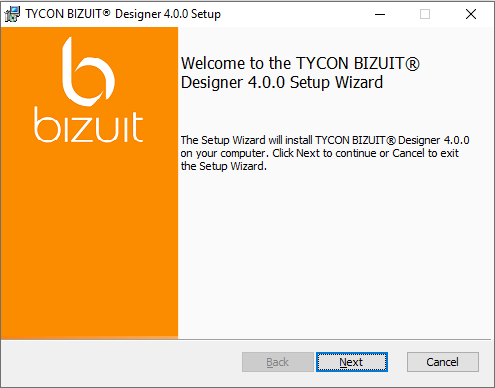 TYCON BIZUIT® Designer 4.0.0 Setup
bizuit
Welcome to the TYCON BIZUIT®
Designer 4.0.0 Setup Wizard
The Setup Wizard will install TYCON BIZUIT® Designer 4.0.0
on your computer. Click Next to continue or Cancel to exit
the Setup Wizard.
Back
Next
Cancel